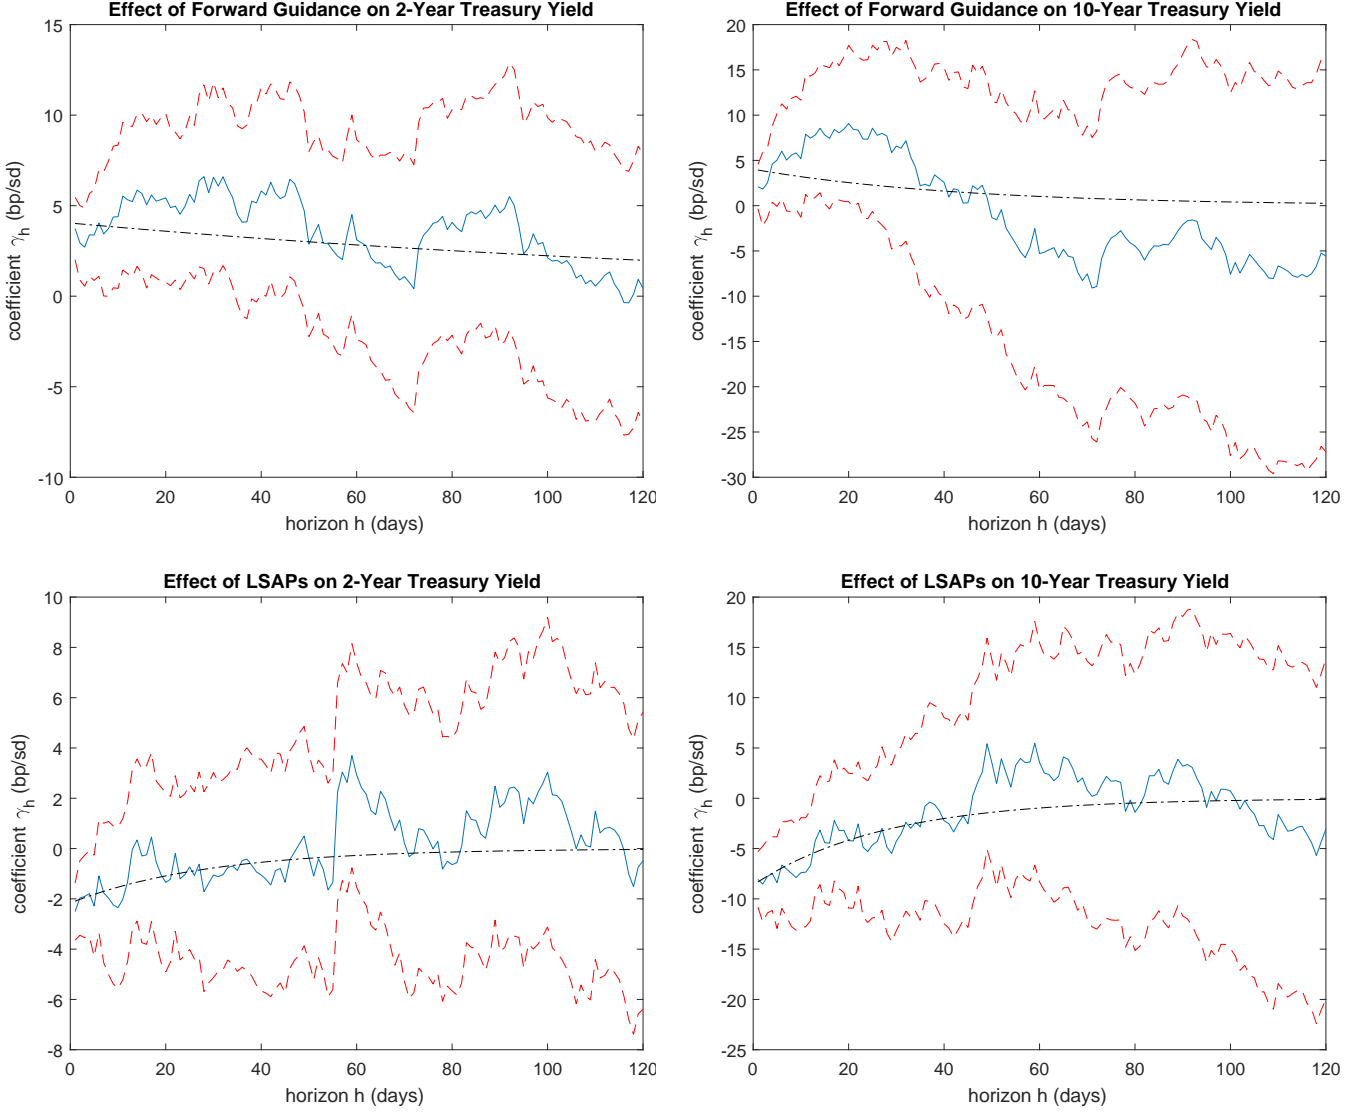 Effect of Forward Guidance on 2-Year Treasury Yield
15
10
5
0
-5
-10
coefficient γh (bp/sd)
0 20 40 60 80 100 120
horizon h (days)
Effect of Forward Guidance on 10-Year Treasury Yield
20
15
10
5
0
-5
-10
-15
-20
-25
-30
coefficient γh (bp/sd)
0 20 40 60 80 100 120
horizon h (days)
Effect of LSAPs on 2-Year Treasury Yield
10
8
6
4
2
0
-2
-4
-6
-8
coefficient γh (bp/sd)
0 20 40 60 80 100 120
horizon h (days)
Effect of LSAPs on 10-Year Treasury Yield
20
15
10
5
0
-5
-10
-15
-20
-25
coefficient γh (bp/sd)
0 20 40 60 80 100 120
horizon h (days)